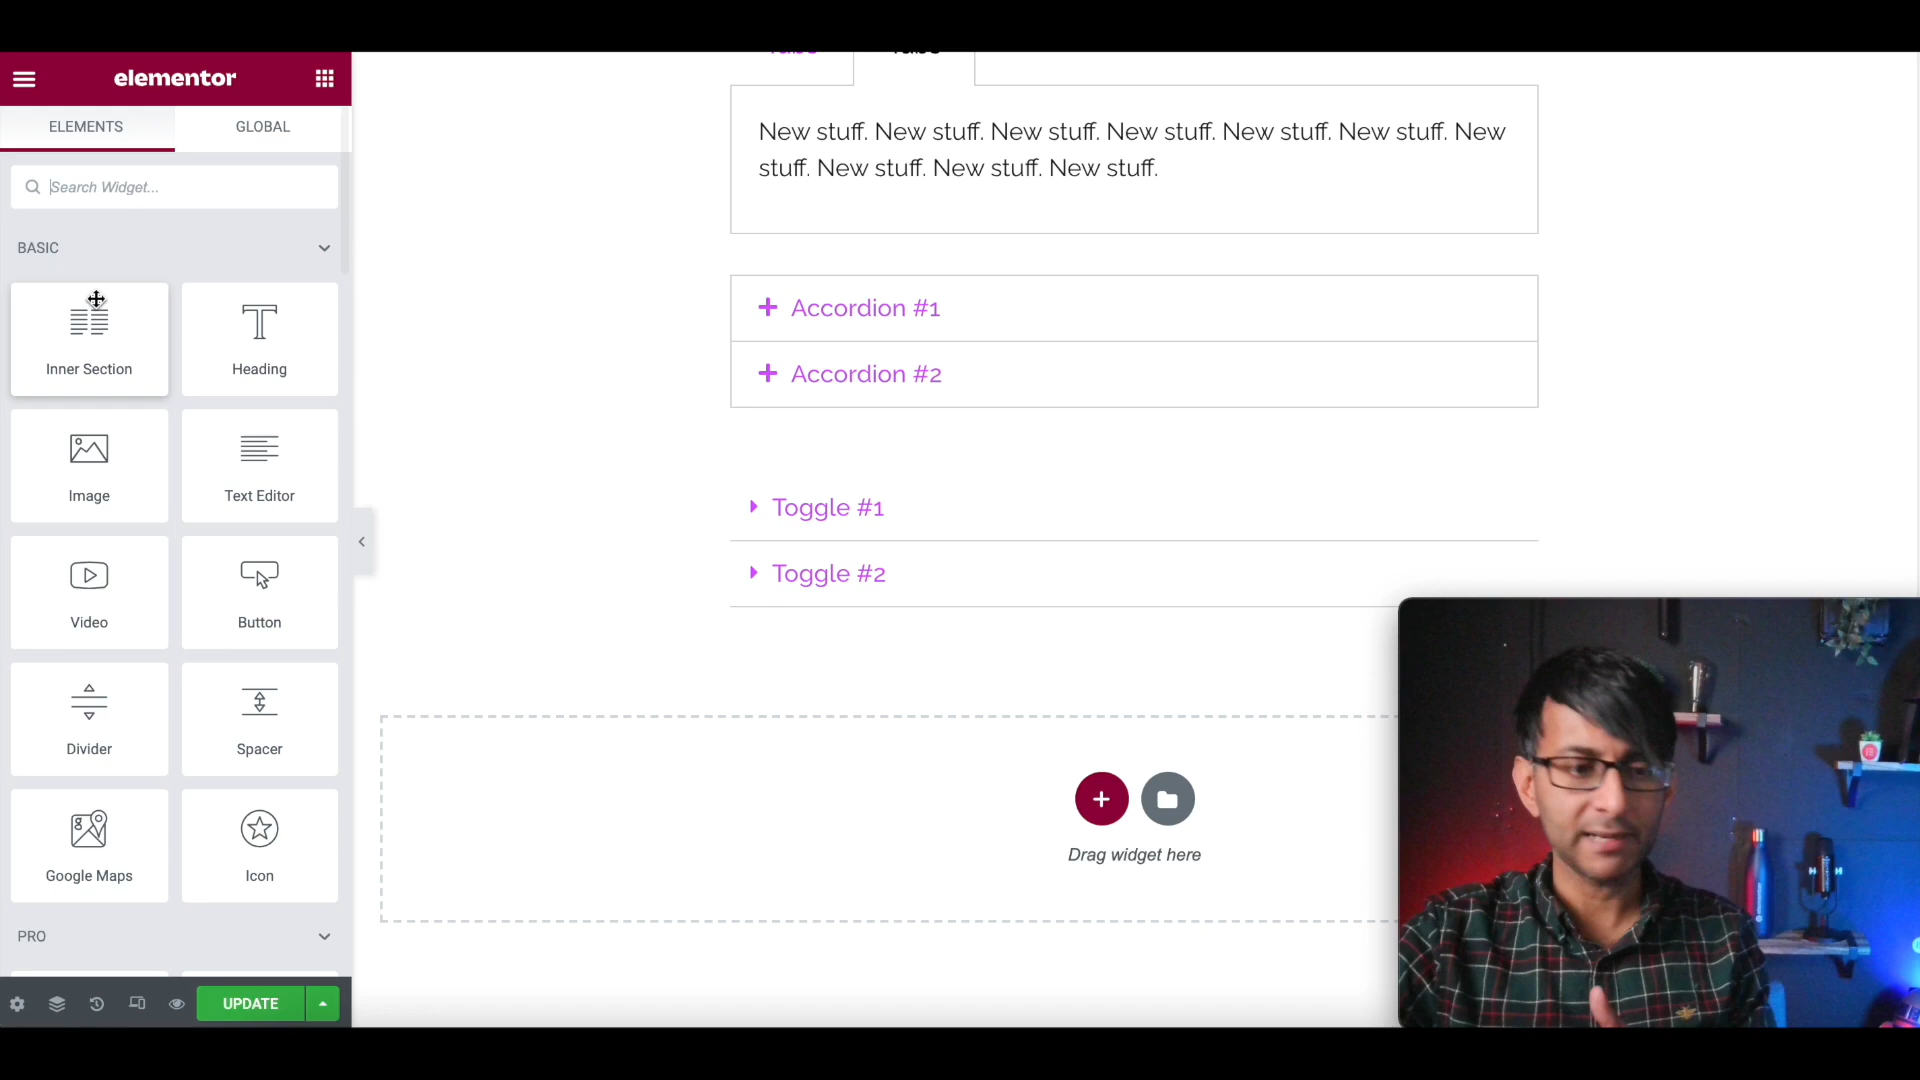 elementor
ELEMENTS
GLOBAL
Search Widget...
BASIC
Inner Section
Heading
Image
Text Editor
Video
Button
Divider
Spacer
Google Maps
Icon
PRO
UPDATE
New stuff. New stuff. New stuff. New stuff. New stuff. New stuff. New
stuff. New stuff. New stuff. New stuff.
Accordion #1
Accordion #2
Toggle #1
Toggle #2
Drag widget here